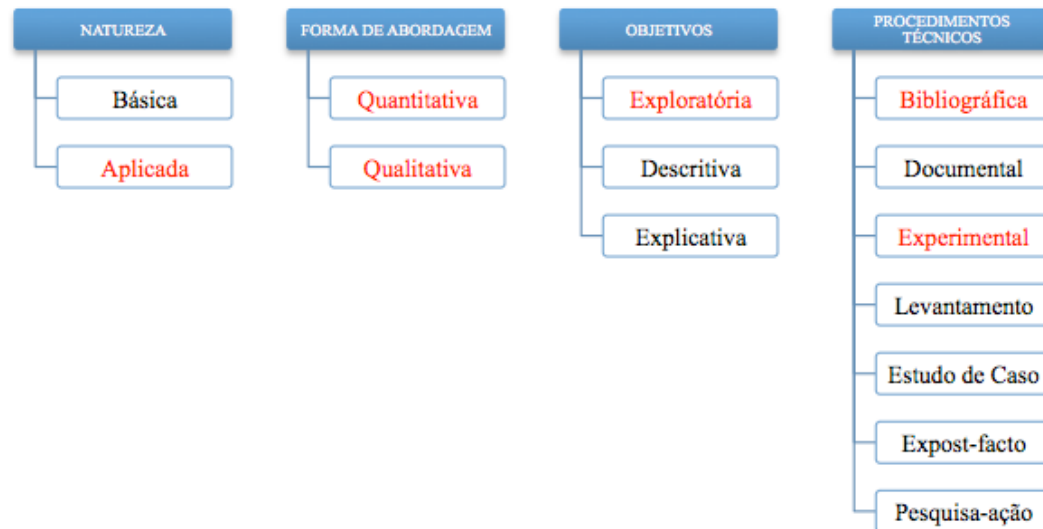 NATUREZA
Básica
Aplicada
FORMA DE ABORDAGEM
Quantitativa
Qualitativa
OBJETIVOS
Exploratória
Descritiva
Explicativa
PROCEDIMENTOS
TÉCNICOS
Bibliográfica
Documental
Experimental
Levantamento
Estudo de Caso
Expost-facto
Pesquisa-ação